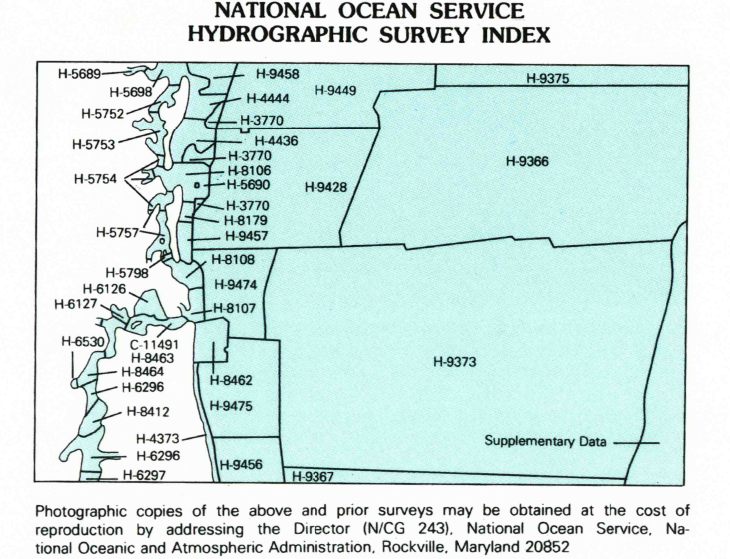 NATIONAL OCEAN SERVICE
HYDROGRAPHIC SURVEY INDEX
H-5689
H-9458
H-9375
H-5698
H-9449
H-4444
H-5752
H-3770
H-5753
H-4436
H-3770
H-9366
H-8106
H-5754
H-5690
H-9428
H-3770
H-8179
H-5757
H-9457
H-8108
H-5798
H-6126
H-9474
H-6127
H-8107
H-6530
C-11491
H-8463
H-9373
H-8464
H-8462
H-6296
H-9475
H-8412
H-4373
Supplementary Data
H-6296
H-9456
H-6297
H-9367
Photographic copies of the above and prior surveys may be obtained at the cost of
reproduction by addressing the Director (N/CG 243), National Ocean Service, Na-
tional Oceanic and Atmospheric Administration, Rockville, Maryland 20852